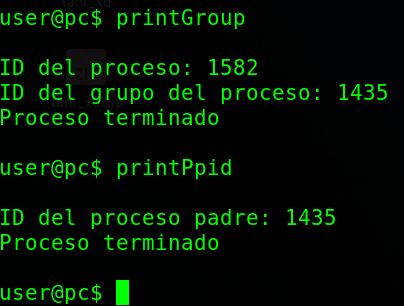 user@pc$ printGroup
ID del proceso: 1582
ID del grupo del proceso: 1435
Proceso terminado
user@pc$ printPpid
ID del proceso padre: 1435
Proceso terminado
user@pc$